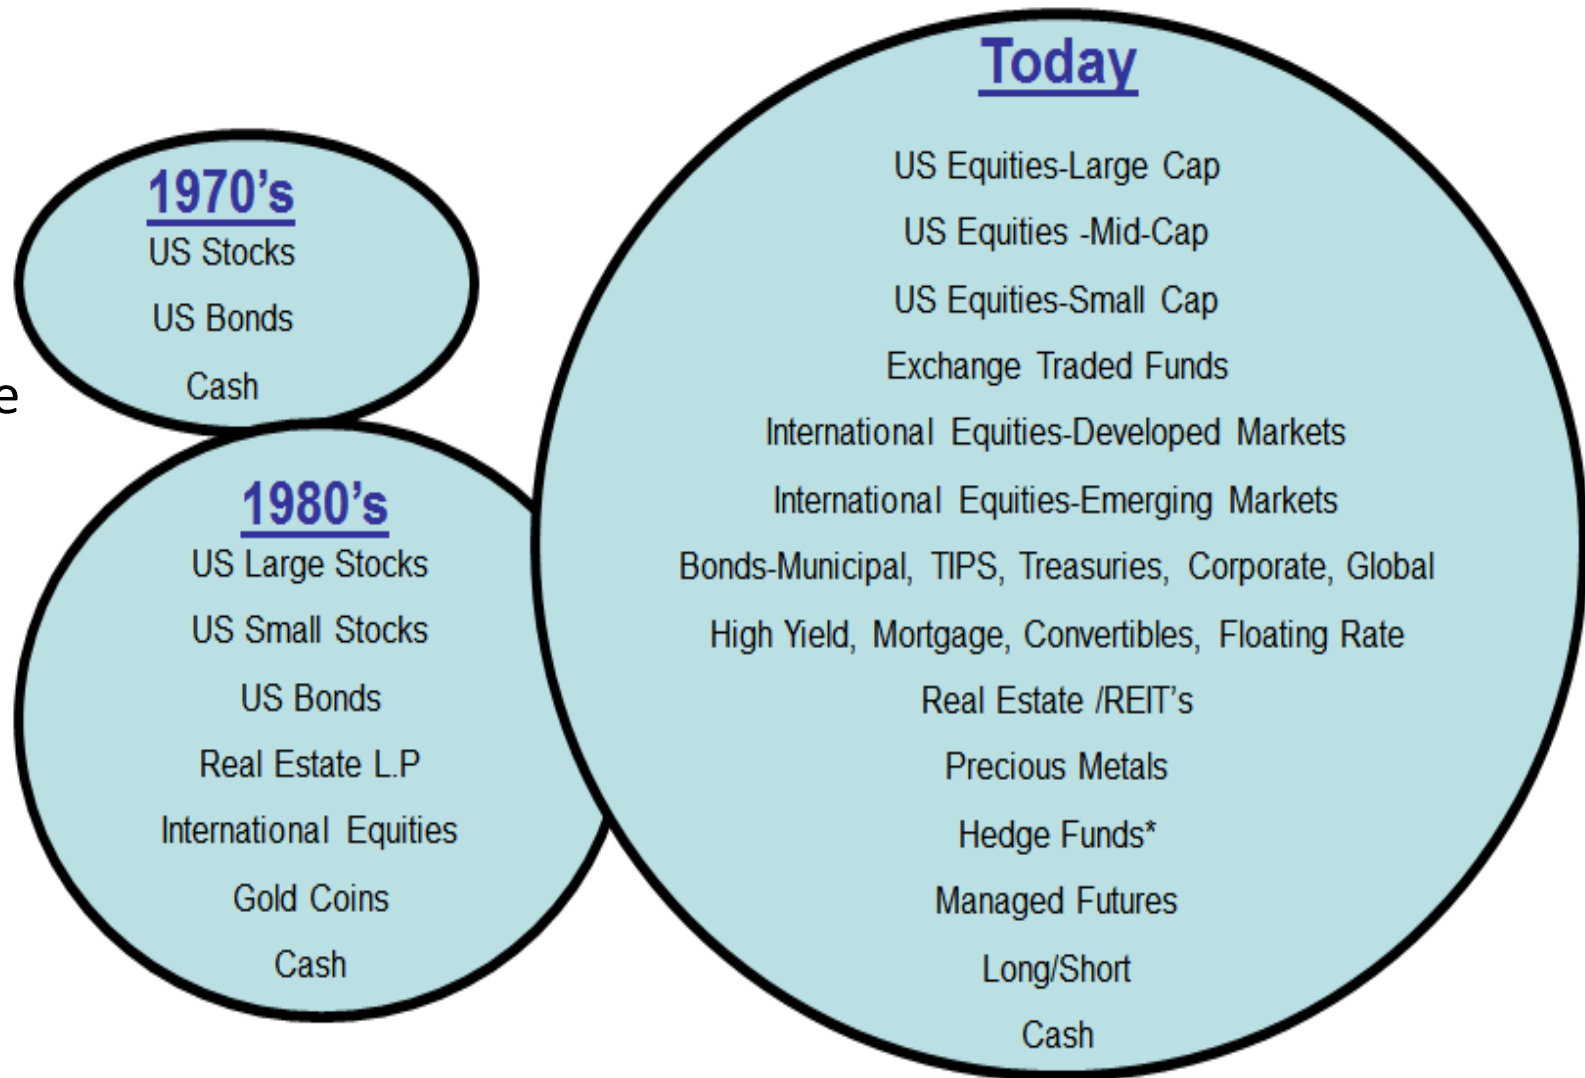 1970's
US Stocks
US Bonds
Cash
e
1980's
US Large Stocks
US Small Stocks
US Bonds
Real Estate L.P
International Equities
Gold Coins
Cash
Today
US Equities-Large Cap
US Equities -Mid-Cap
US Equities-Small Cap
Exchange Traded Funds
International Equities-Developed Markets
International Equities-Emerging Markets
Bonds-Municipal, TIPS, Treasuries, Corporate, Global
High Yield, Mortgage, Convertibles, Floating Rate
Real Estate /REIT's
Precious Metals
Hedge Funds*
Managed Futures
Long/Short
Cash